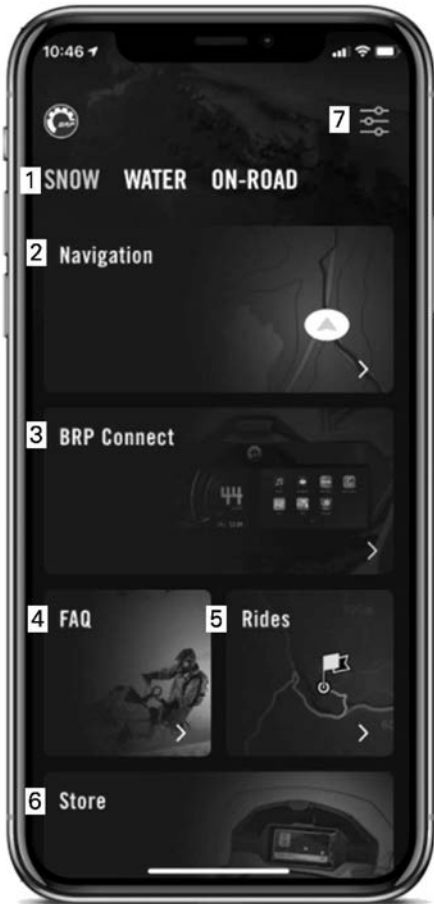 10:46
7
1 SNOW WATER ON-ROAD
2 Navigation
3 BRP Connect
44
4 FAQ
5 Rides
6 Store